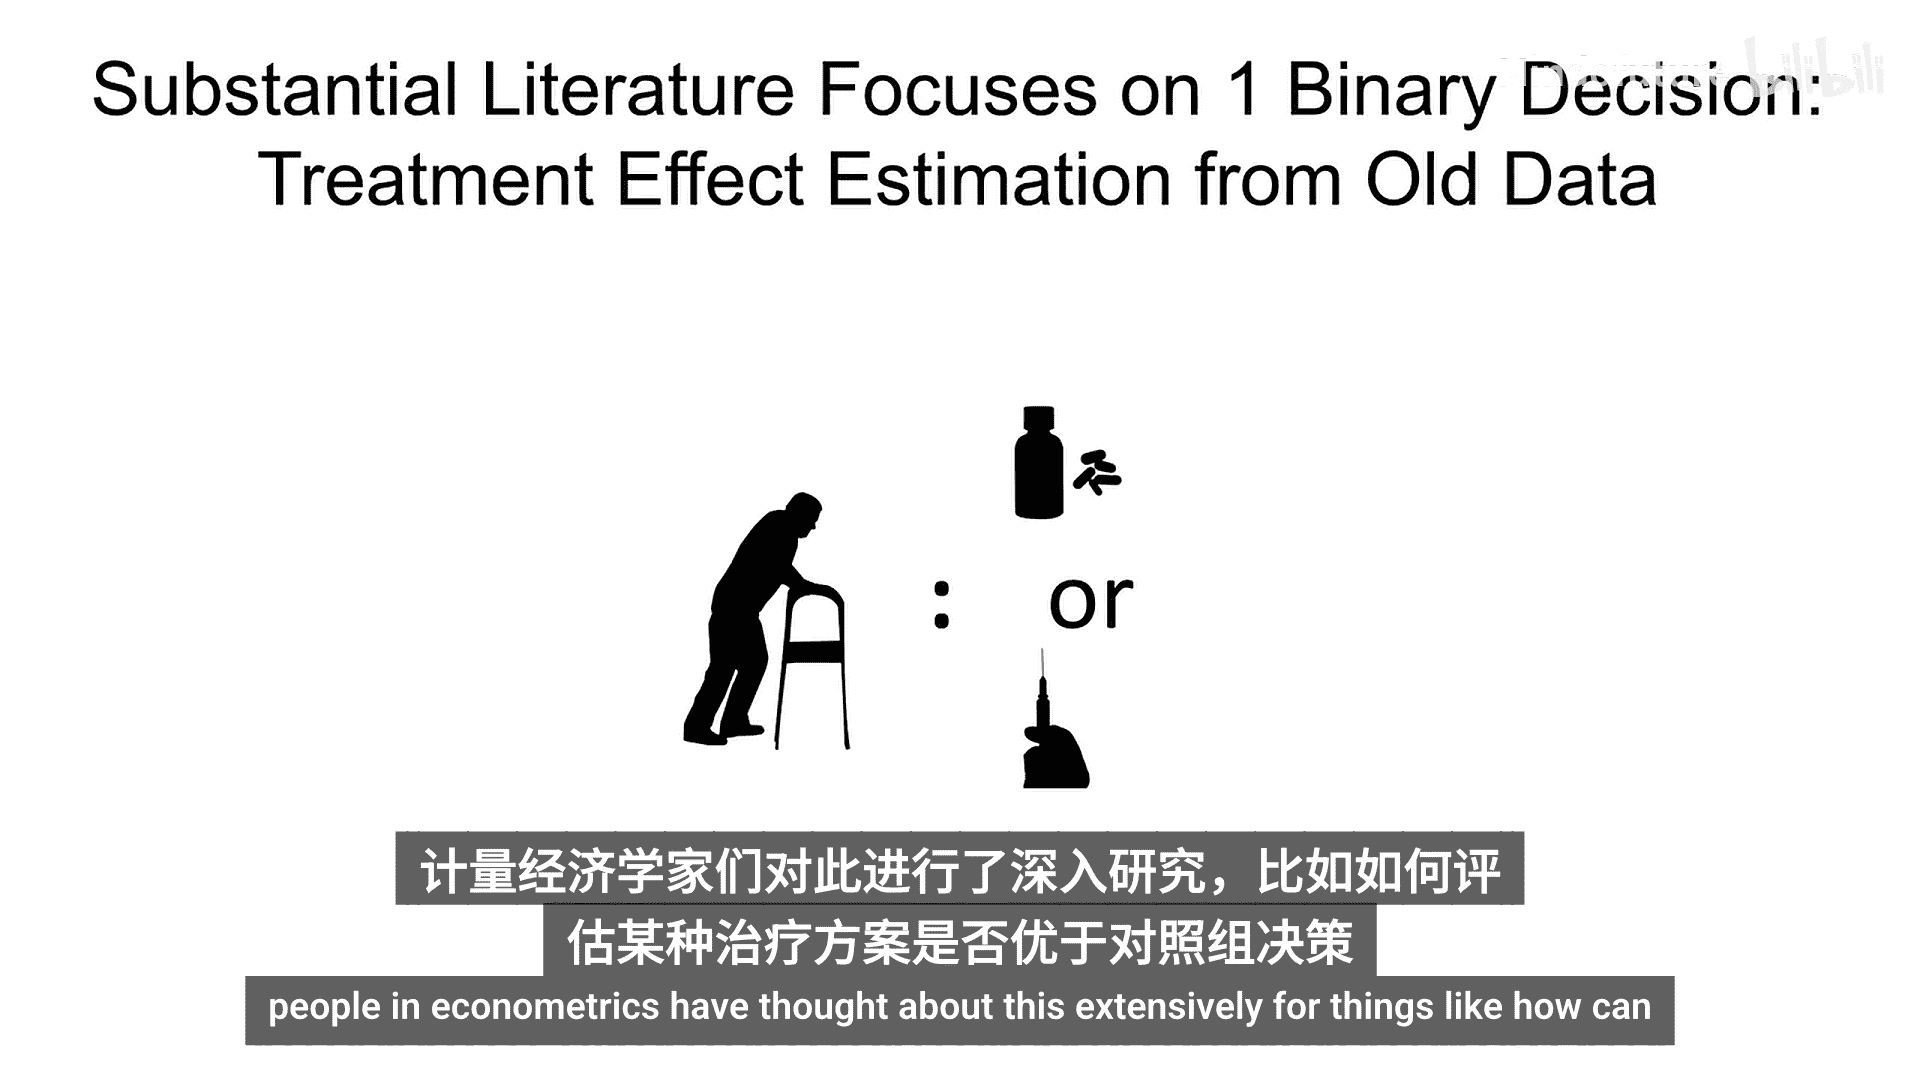 Substantial Literature Focuses on 1 Binary Decision:
Treatment Effect Estimation from Old Data
bilibili
: or
计量经济学家们对此进行了深入研究，比如如何评
估某种治疗方案是否优于对照组决策
people in econometrics have thought about this extensively for things like how can